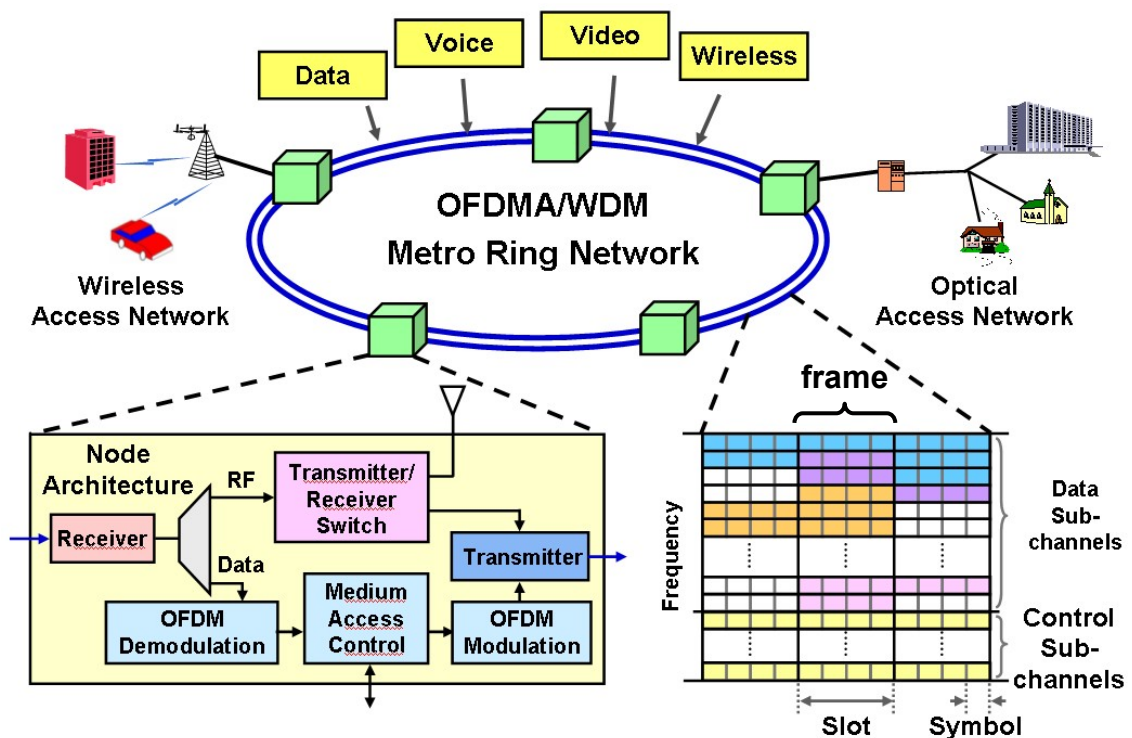 Data
Voice
Video
Wireless
OFDMA/WDM
Metro Ring Network
Wireless
Access Network
Optical
Access Network
frame
Node
Architecture
RF
Transmitter/
Receiver
Switch
Receiver
Data
Transmitter
OFDM
Demodulation
Medium
Access
Control
OFDM
Modulation
Frequency
Data
Sub-
channels
Control
Sub-
channels
Slot
Symbol